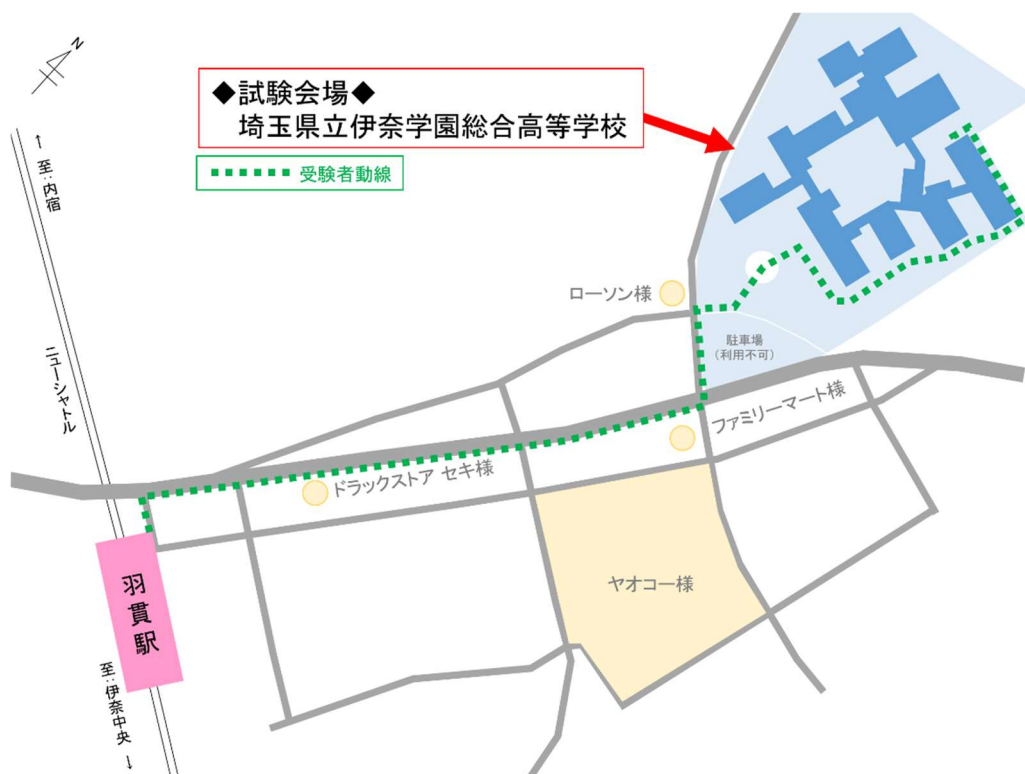 N
◆試験会場◆
埼玉県立伊奈学園総合高等学校
受験者動線
↑至:内宿
ニューシャトル
ローソン様
駐車場
（利用不可）
ファミリーマート様
ドラックストア セキ様
ヤオコー様
羽貫駅
至:伊奈中央↓